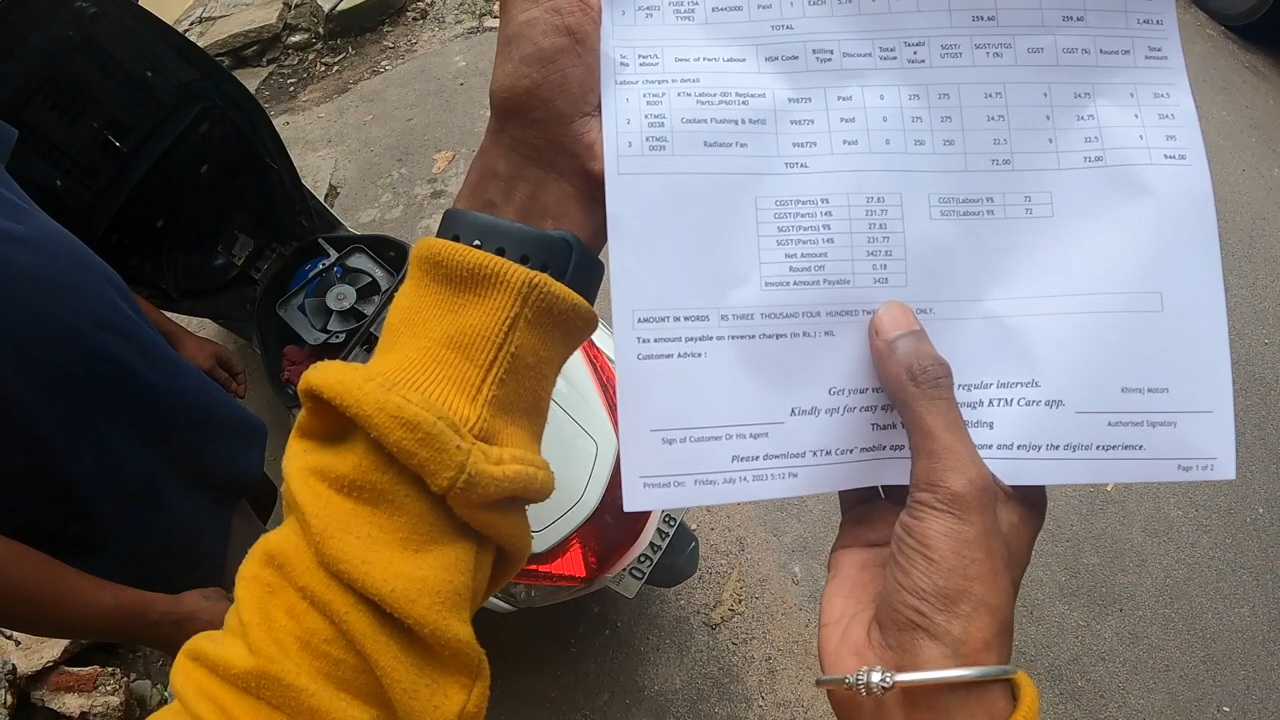 3 JG4022 29 FUSE 15A (BLADE TYPE) 85443000 Paid 1 EACH 5.76
TOTAL 259.60 259.60 2,483.82
Sr. No Part/L abour Desc of Part/ Labour HSN Code Billing Type Discount Total Value Taxabl e Value SGST/ UTGST SGST/UTGS T (%) CGST CGST (%) Round Off Total Amount
Labour charges in detail
1 KTMLP R001 KTM Labour-001 Replaced Parts:JP601240 998729 Paid 0 275 275 24.75 9 24.75 9 324.5
2 KTMSL 0038 Coolant Flushing & Refill 998729 Paid 0 275 275 24.75 9 24.75 9 324.5
3 KTMSL 0039 Radiator Fan 998729 Paid 0 250 250 22.5 9 22.5 9 295
TOTAL 72.00 72.00 944.00
CGST(Parts) 9% 27.83
CGST(Parts) 14% 231.77
SGST(Parts) 9% 27.83
SGST(Parts) 14% 231.77
Net Amount 3427.82
Round Off 0.18
Invoice Amount Payable 3428
CGST(Labour) 9% 72
SGST(Labour) 9% 72
AMOUNT IN WORDS RS THREE THOUSAND FOUR HUNDRED ONLY.
Tax amount payable on reverse charges (in Rs.) : NIL
Customer Advice :
Get your regular intervels.
Kindly opt for easy through KTM Care app.
Thank Riding
Please download "KTM Care" mobile app and enjoy the digital experience.
Sign of Customer Or His Agent
Khivraj Motors
Authorised Signatory
Printed On: Friday, July 14, 2023 5:12 PM
Page 1 of 2
09448